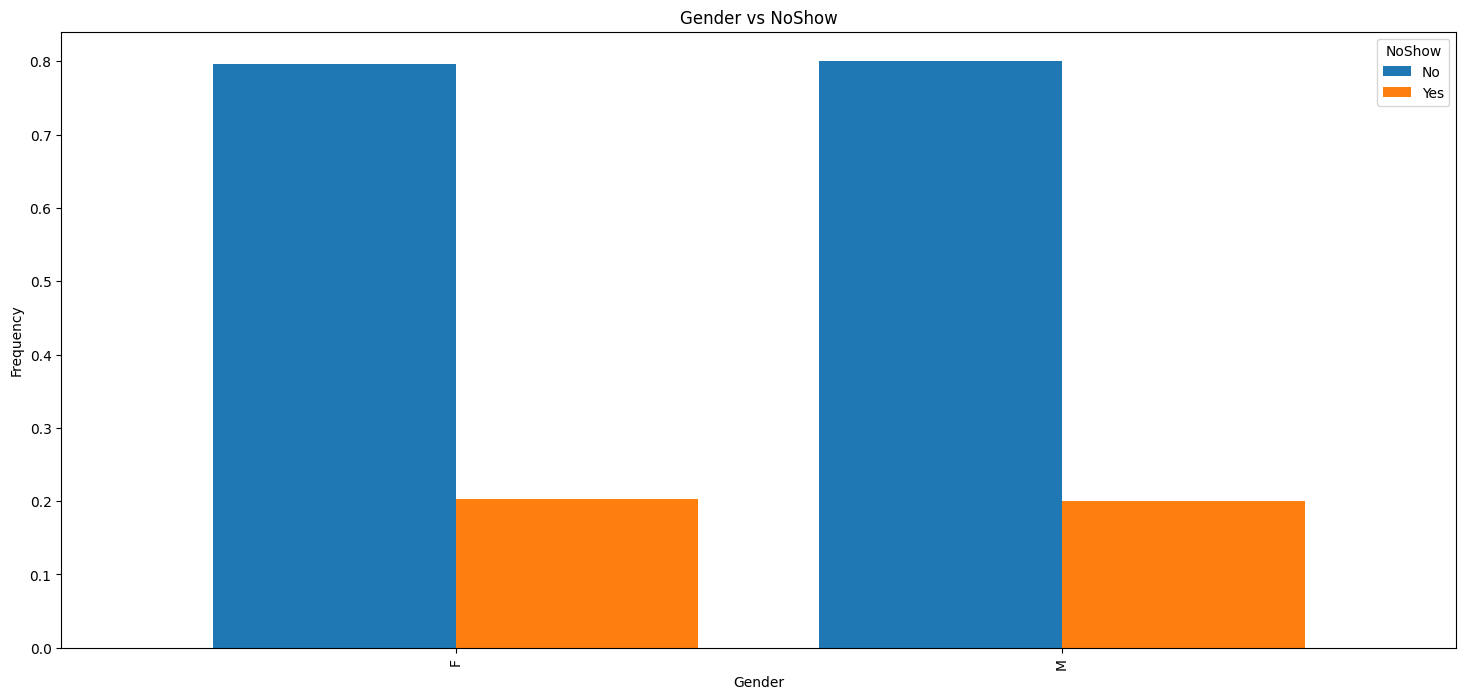 Gender vs NoShow
NoShow
No
Yes
Frequency
0.8
0.7
0.6
0.5
0.4
0.3
0.2
0.1
0.0
F
M
Gender